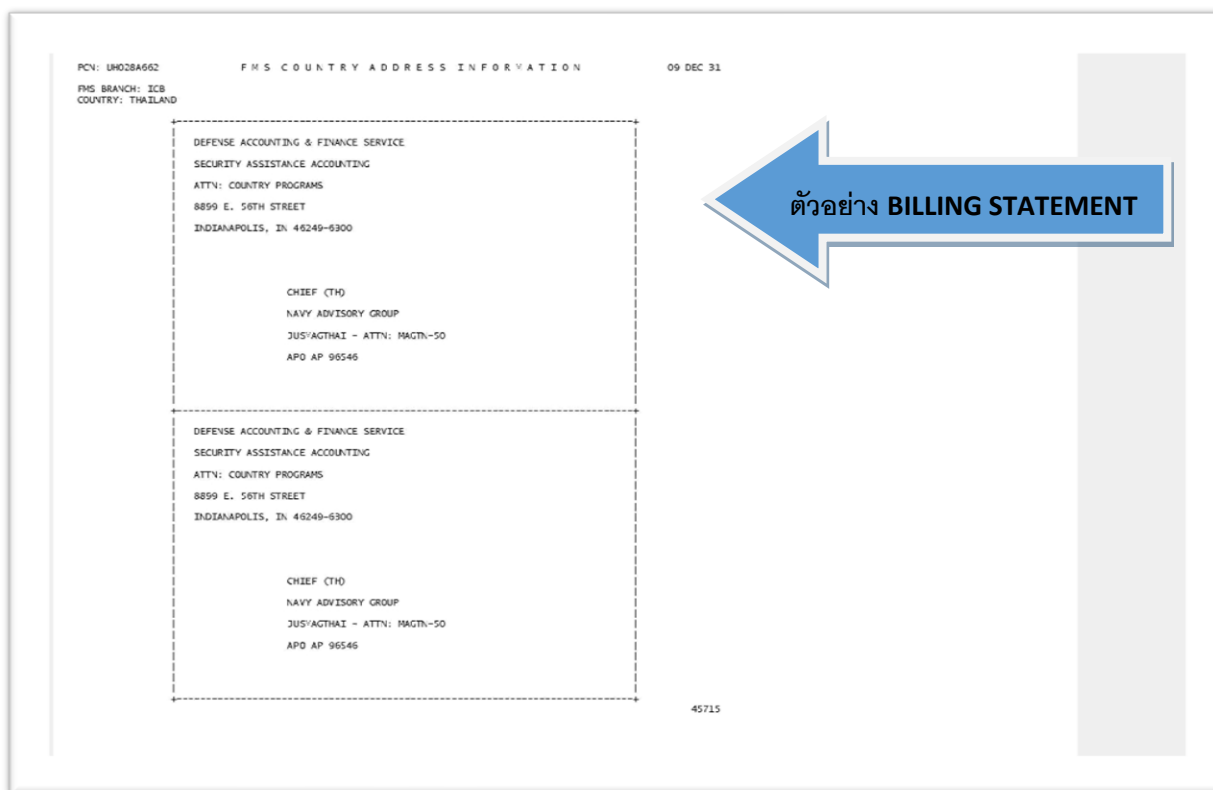 PCN: UH028A662 FMS COUNTRY ADDRESS INFORMATION 09 DEC 31
FMS BRANCH: ICB
COUNTRY: THAILAND
DEFENSE ACCOUNTING & FINANCE SERVICE
SECURITY ASSISTANCE ACCOUNTING
ATTN: COUNTRY PROGRAMS
8899 E. 56TH STREET
INDIANAPOLIS, IN 46249-6300
CHIEF (TH)
NAVY ADVISORY GROUP
JUSMAGTHAI - ATTN: MAGTN-50
APO AP 96546
DEFENSE ACCOUNTING & FINANCE SERVICE
SECURITY ASSISTANCE ACCOUNTING
ATTN: COUNTRY PROGRAMS
8899 E. 56TH STREET
INDIANAPOLIS, IN 46249-6300
CHIEF (TH)
NAVY ADVISORY GROUP
JUSMAGTHAI - ATTN: MAGTN-50
APO AP 96546
45715
ตัวอย่าง BILLING STATEMENT